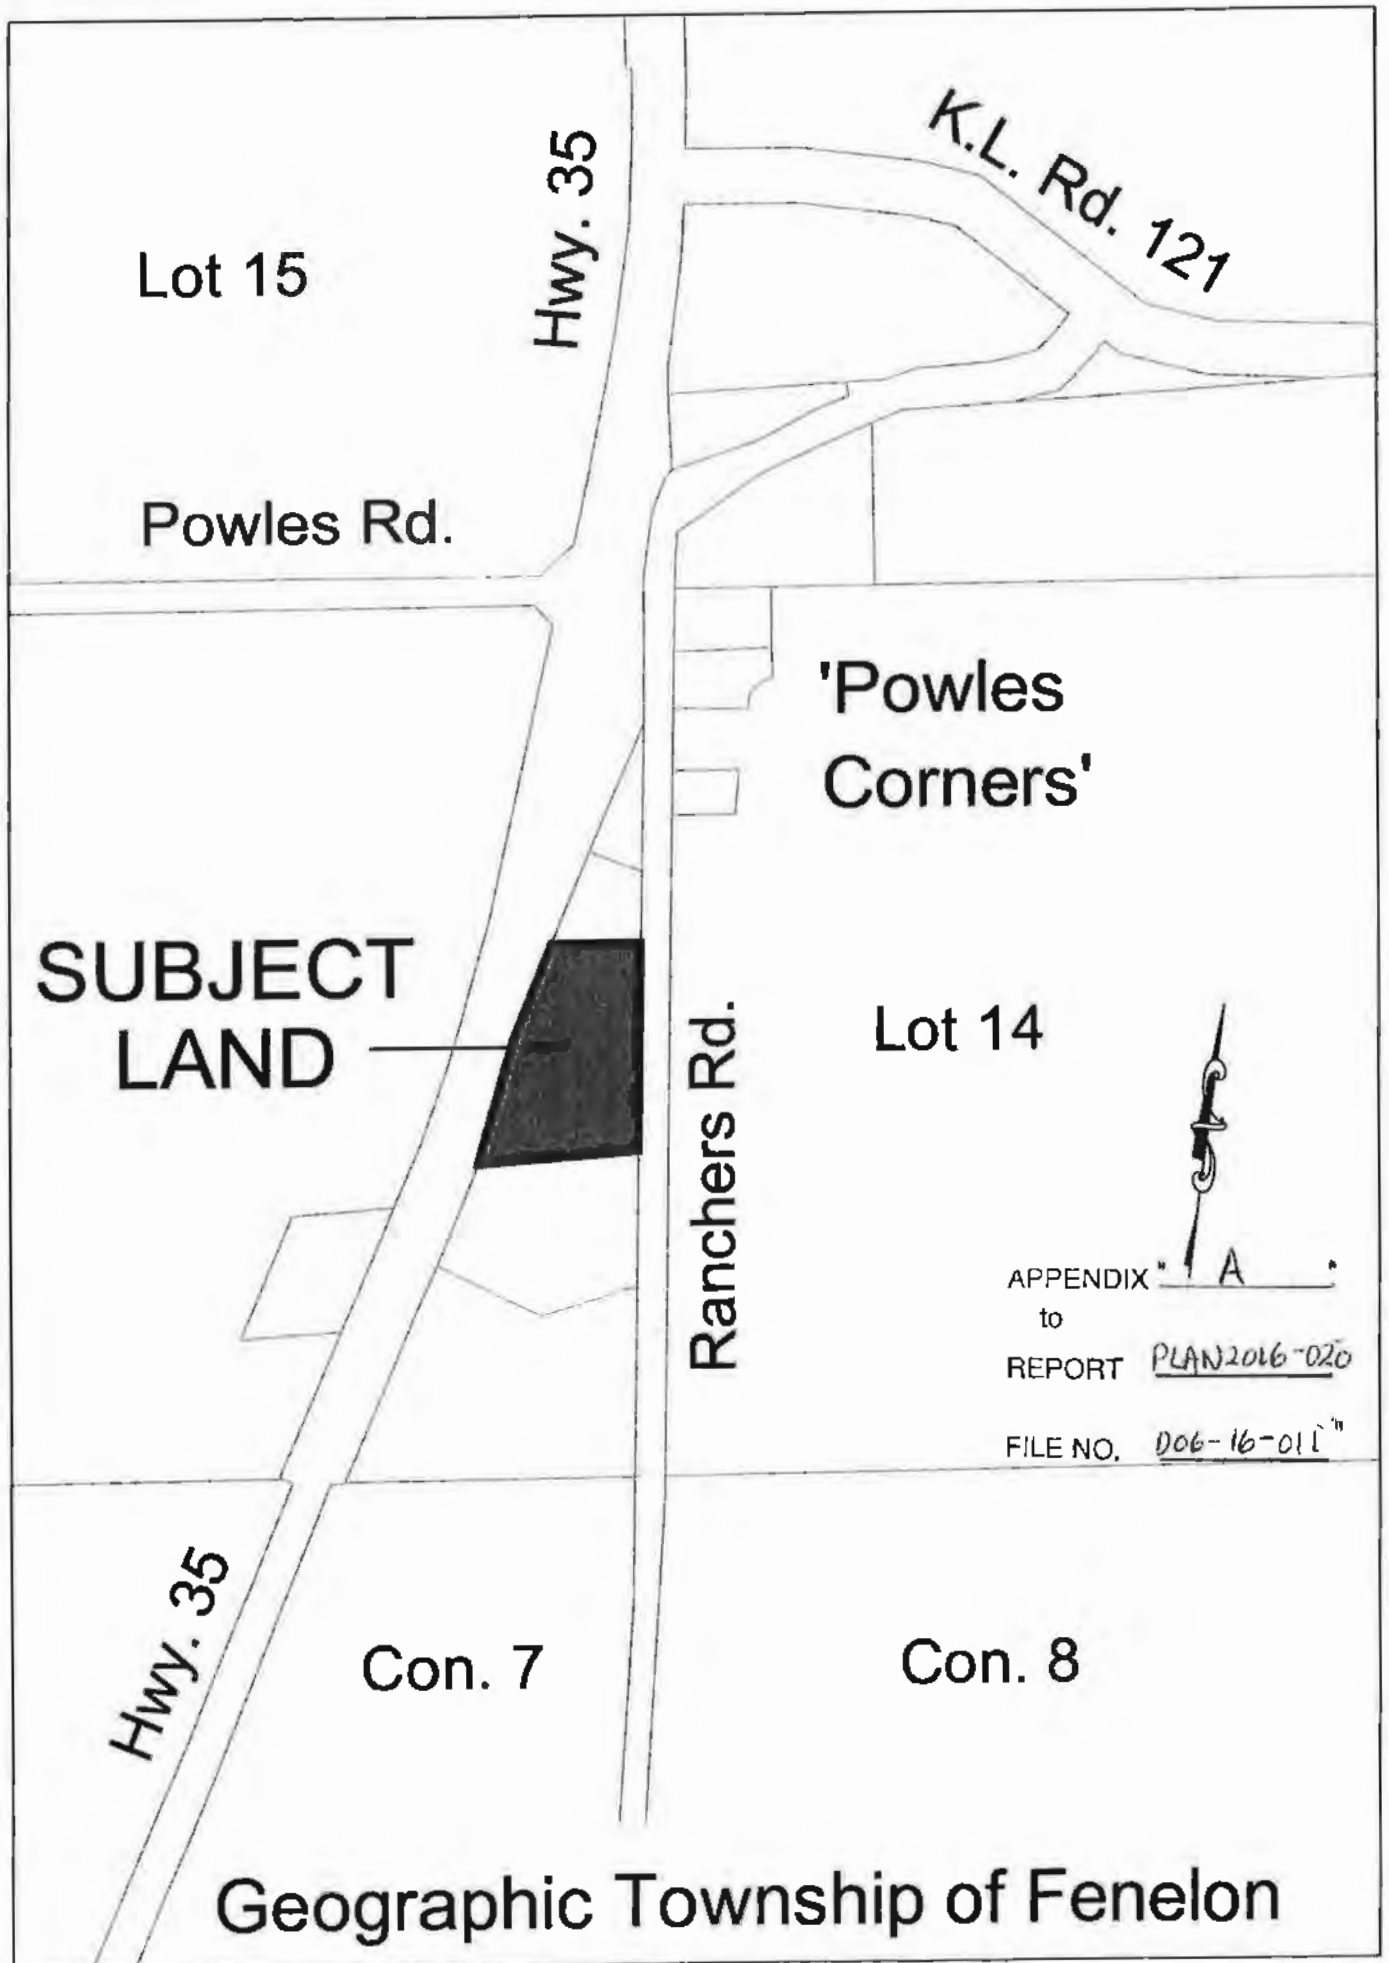 K.L. Rd. 121
Hwy. 35
Lot 15
Powles Rd.
'Powles
Corners'
SUBJECT
LAND
Lot 14
Ranchers Rd.
APPENDIX " A "
to
REPORT PLAN2016-020
FILE NO. D06-16-011"
Hwy. 35
Con. 7
Con. 8
Geographic Township of Fenelon